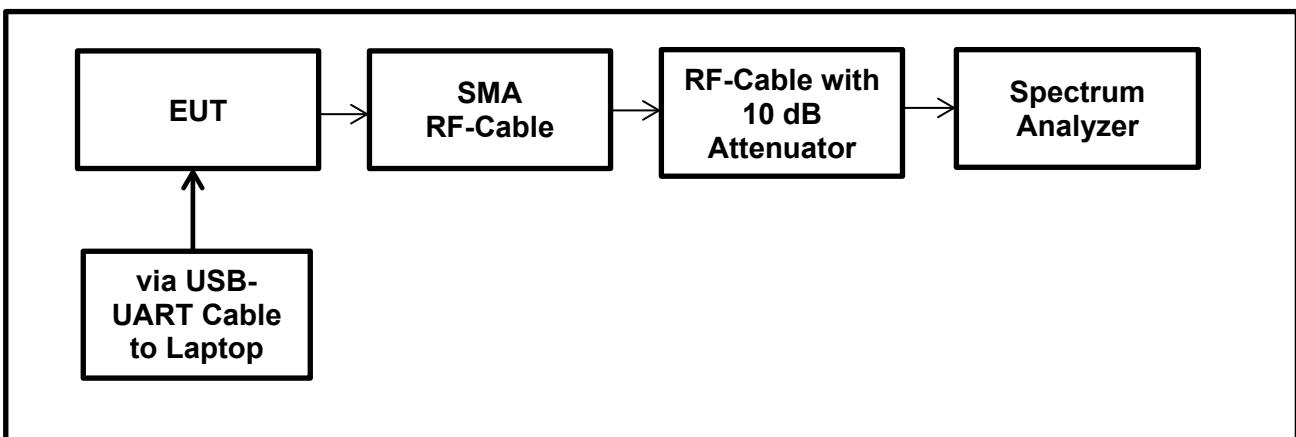 EUT
SMA
RF-Cable
RF-Cable with
10 dB
Attenuator
Spectrum
Analyzer
via USB-
UART Cable
to Laptop